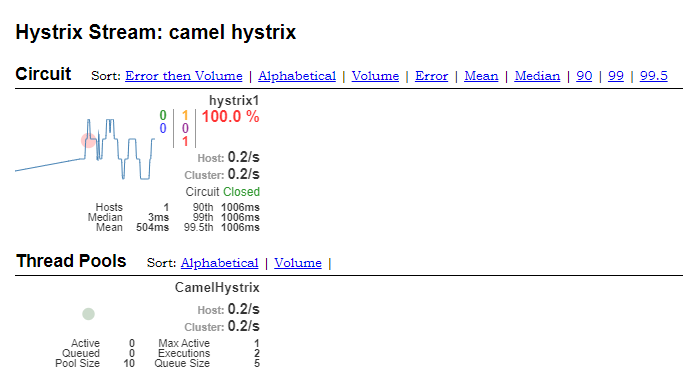 Hystrix Stream: camel hystrix
Circuit Sort: Error then Volume | Alphabetical | Volume | Error | Mean | Median | 90 | 99 | 99.5
hystrix1
0 1 100.0 %
0 0
1
Host: 0.2/s
Cluster: 0.2/s
Circuit Closed
Hosts 1 90th 1006ms
Median 3ms 99th 1006ms
Mean 504ms 99.5th 1006ms
Thread Pools Sort: Alphabetical | Volume |
CamelHystrix
Host: 0.2/s
Cluster: 0.2/s
Active 0 Max Active 1
Queued 0 Executions 2
Pool Size 10 Queue Size 5